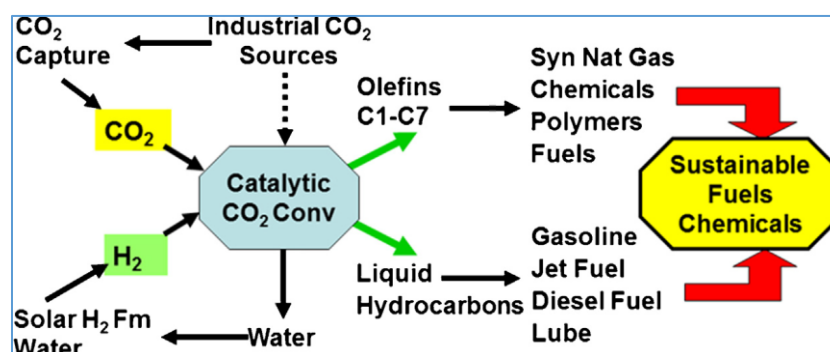 CO₂
Capture
Industrial CO₂
Sources
CO₂
H₂
Solar H₂ Fm
Water
Catalytic
CO₂ Conv
Water
Olefins
C1-C7
Liquid
Hydrocarbons
Syn Nat Gas
Chemicals
Polymers
Fuels
Gasoline
Jet Fuel
Diesel Fuel
Lube
Sustainable
Fuels
Chemicals